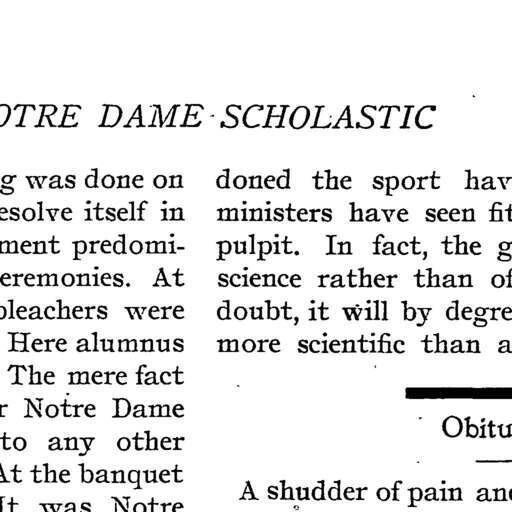 OTRE DAME SCHOLASTIC
g was done on
esolve itself in
ment predomi-
eremonies. At
bleachers were
Here alumnus
The mere fact
r Notre Dame
to any other
At the banquet
It was Notre
doned the sport hav
ministers have seen fit
pulpit. In fact, the g
science rather than of
doubt, it will by degre
more scientific than a
Obitu
A shudder of pain and